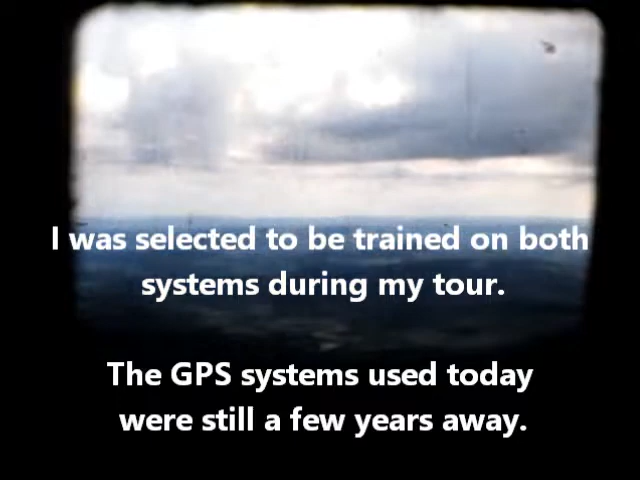 I was selected to be trained on both
systems during my tour.
The GPS systems used today
were still a few years away.